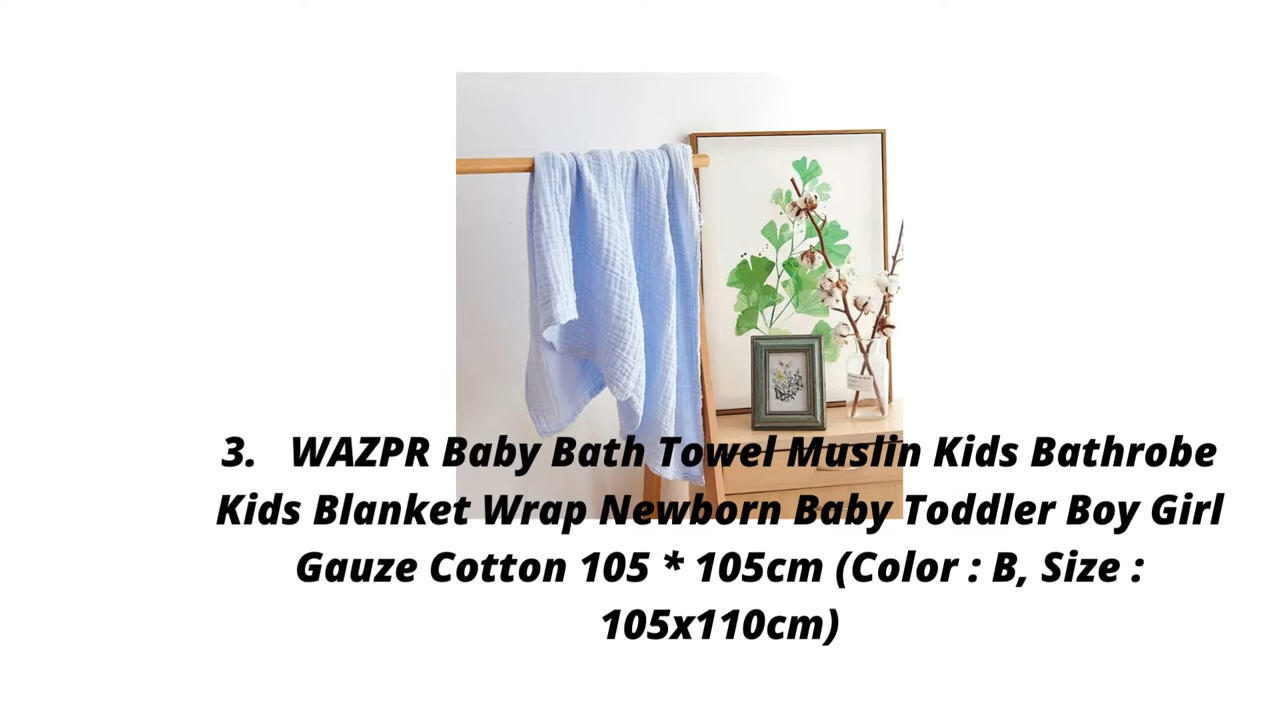 3. WAZPR Baby Bath Towel Muslin Kids Bathrobe
Kids Blanket Wrap Newborn Baby Toddler Boy Girl
Gauze Cotton 105 * 105cm (Color : B, Size :
105x110cm)